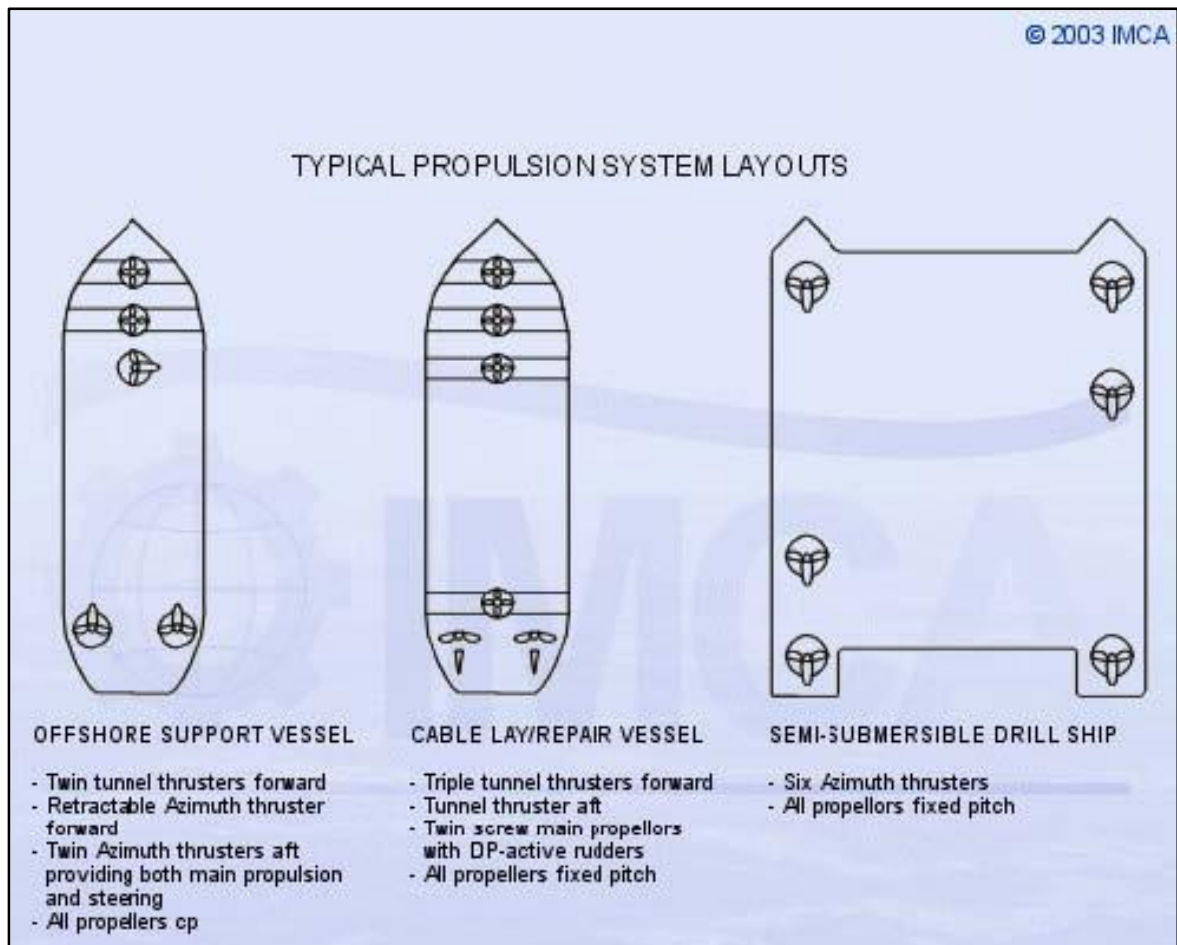 © 2003 IMCA
TYPICAL PROPULSION SYSTEM LAYOUTS
OFFSHORE SUPPORT VESSEL
- Twin tunnel thrusters forward
- Retractable Azimuth thruster
forward
- Twin Azimuth thrusters aft
providing both main propulsion
and steering
- All propellers cp
CABLE LAY/REPAIR VESSEL
- Triple tunnel thrusters forward
- Tunnel thruster aft
- Twin screw main propellors
with DP-active rudders
- All propellers fixed pitch
SEMI-SUBMERSIBLE DRILL SHIP
- Six Azimuth thrusters
- All propellors fixed pitch
IMCA